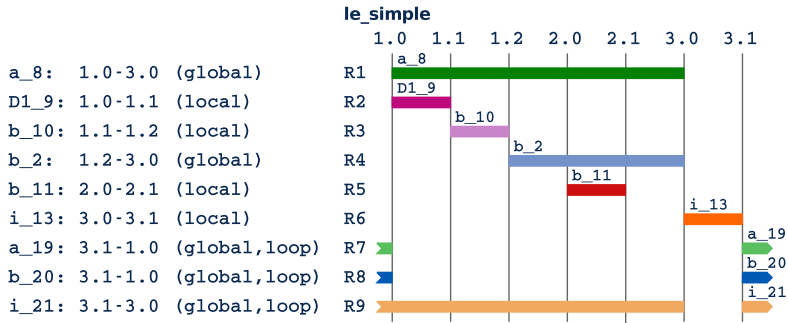 le_simple
1.0 1.1 1.2 2.0 2.1 3.0 3.1
a_8: 1.0-3.0 (global) R1 a_8
D1_9: 1.0-1.1 (local) R2 D1_9
b_10: 1.1-1.2 (local) R3 b_10
b_2: 1.2-3.0 (global) R4 b_2
b_11: 2.0-2.1 (local) R5 b_11
i_13: 3.0-3.1 (local) R6 i_13
a_19: 3.1-1.0 (global,loop) R7 a_19
b_20: 3.1-1.0 (global,loop) R8 b_20
i_21: 3.1-3.0 (global,loop) R9 i_21